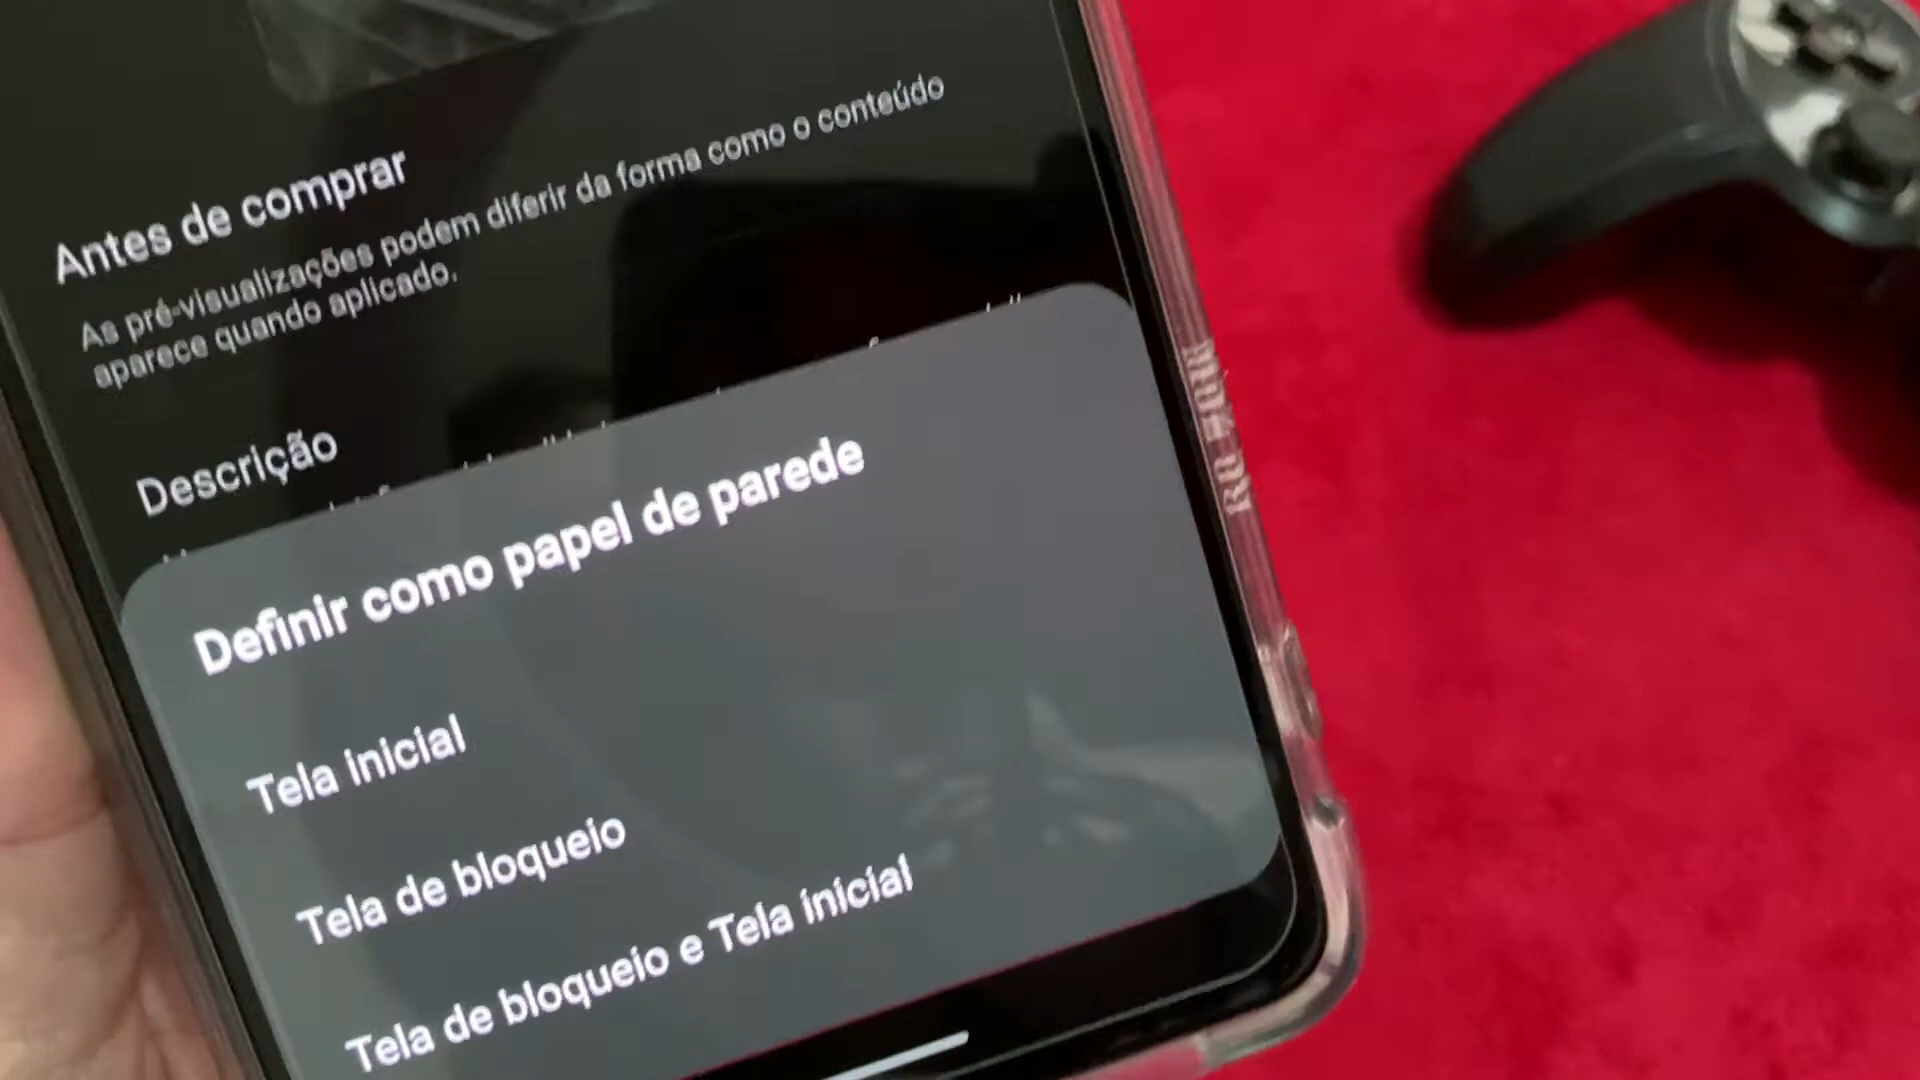 Antes de comprar
As pré-visualizações podem diferir da forma como o conteúdo
aparece quando aplicado.
Descrição
Definir como papel de parede
Tela inicial
Tela de bloqueio
Tela de bloqueio e Tela inicial